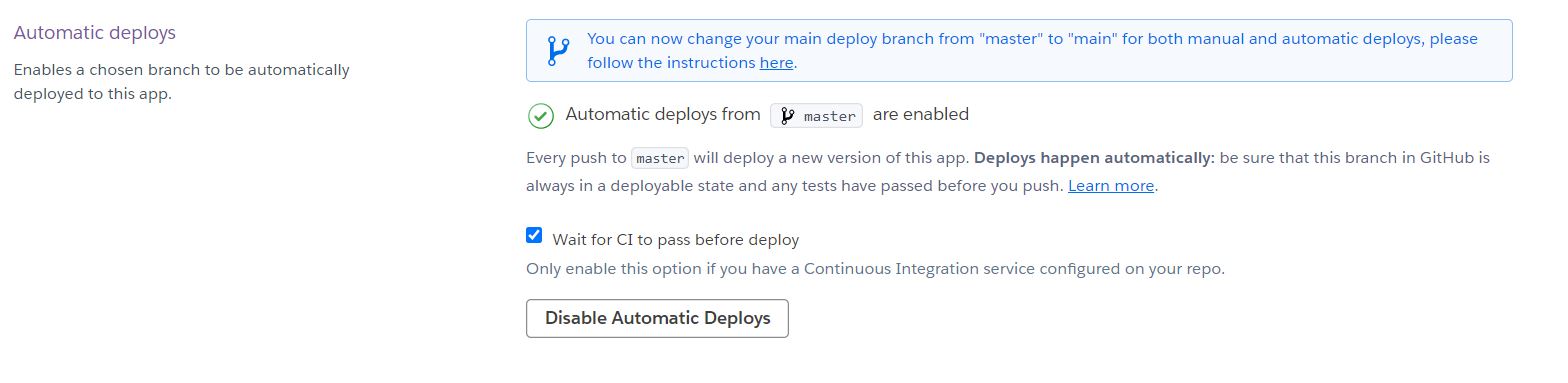 Automatic deploys
Enables a chosen branch to be automatically
deployed to this app.
You can now change your main deploy branch from "master" to "main" for both manual and automatic deploys, please
follow the instructions here.
Automatic deploys from master are enabled
Every push to master will deploy a new version of this app. Deploys happen automatically: be sure that this branch in GitHub is
always in a deployable state and any tests have passed before you push. Learn more.
Wait for CI to pass before deploy
Only enable this option if you have a Continuous Integration service configured on your repo.
Disable Automatic Deploys